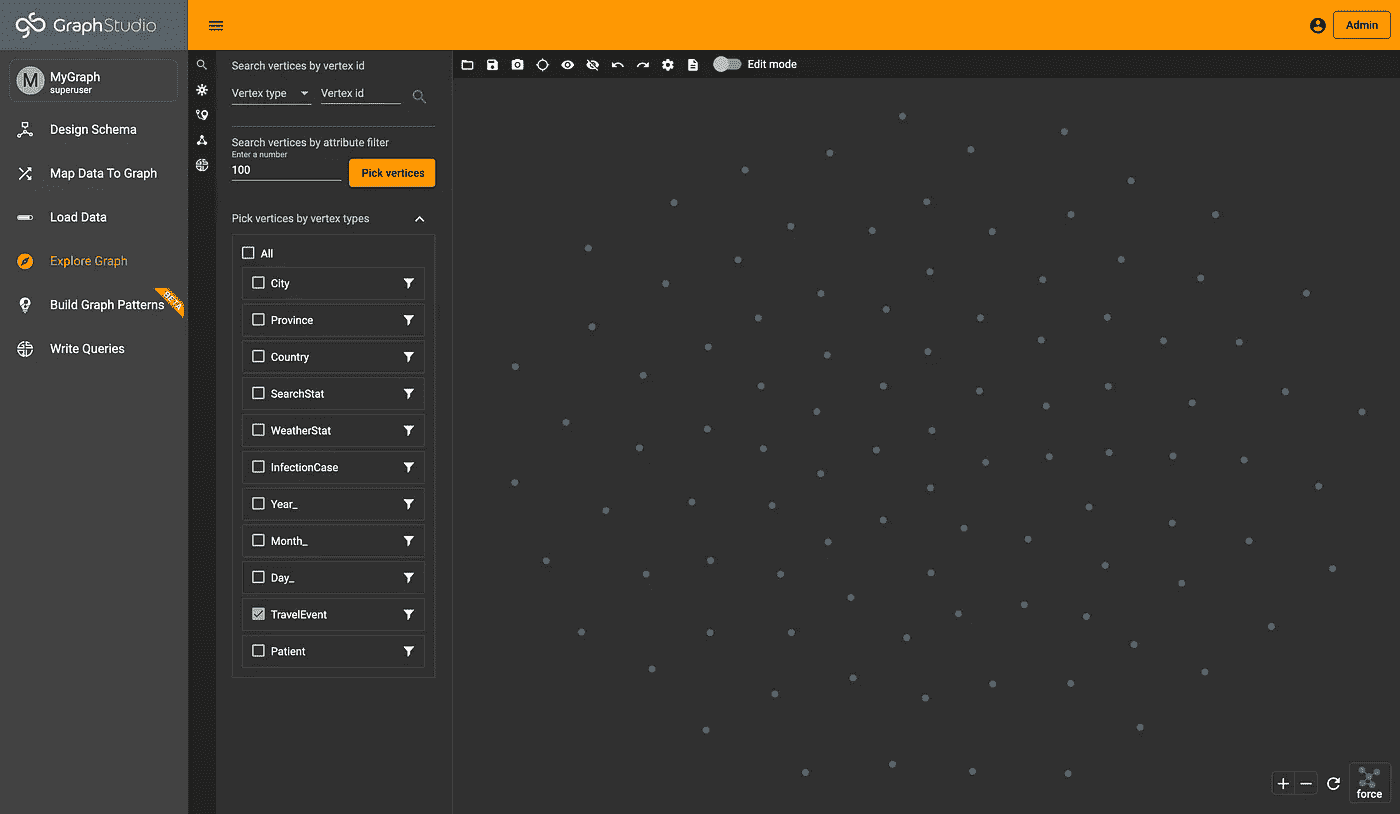 GraphStudio
Admin
M
MyGraph
superuser
Design Schema
Map Data To Graph
Load Data
Explore Graph
Build Graph Patterns
BETA
Write Queries
Search vertices by vertex id
Vertex type
Vertex id
Search vertices by attribute filter
Enter a number
100
Pick vertices
Pick vertices by vertex types
All
City
Province
Country
SearchStat
WeatherStat
InfectionCase
Year_
Month_
Day_
TravelEvent
Patient
Edit mode
force